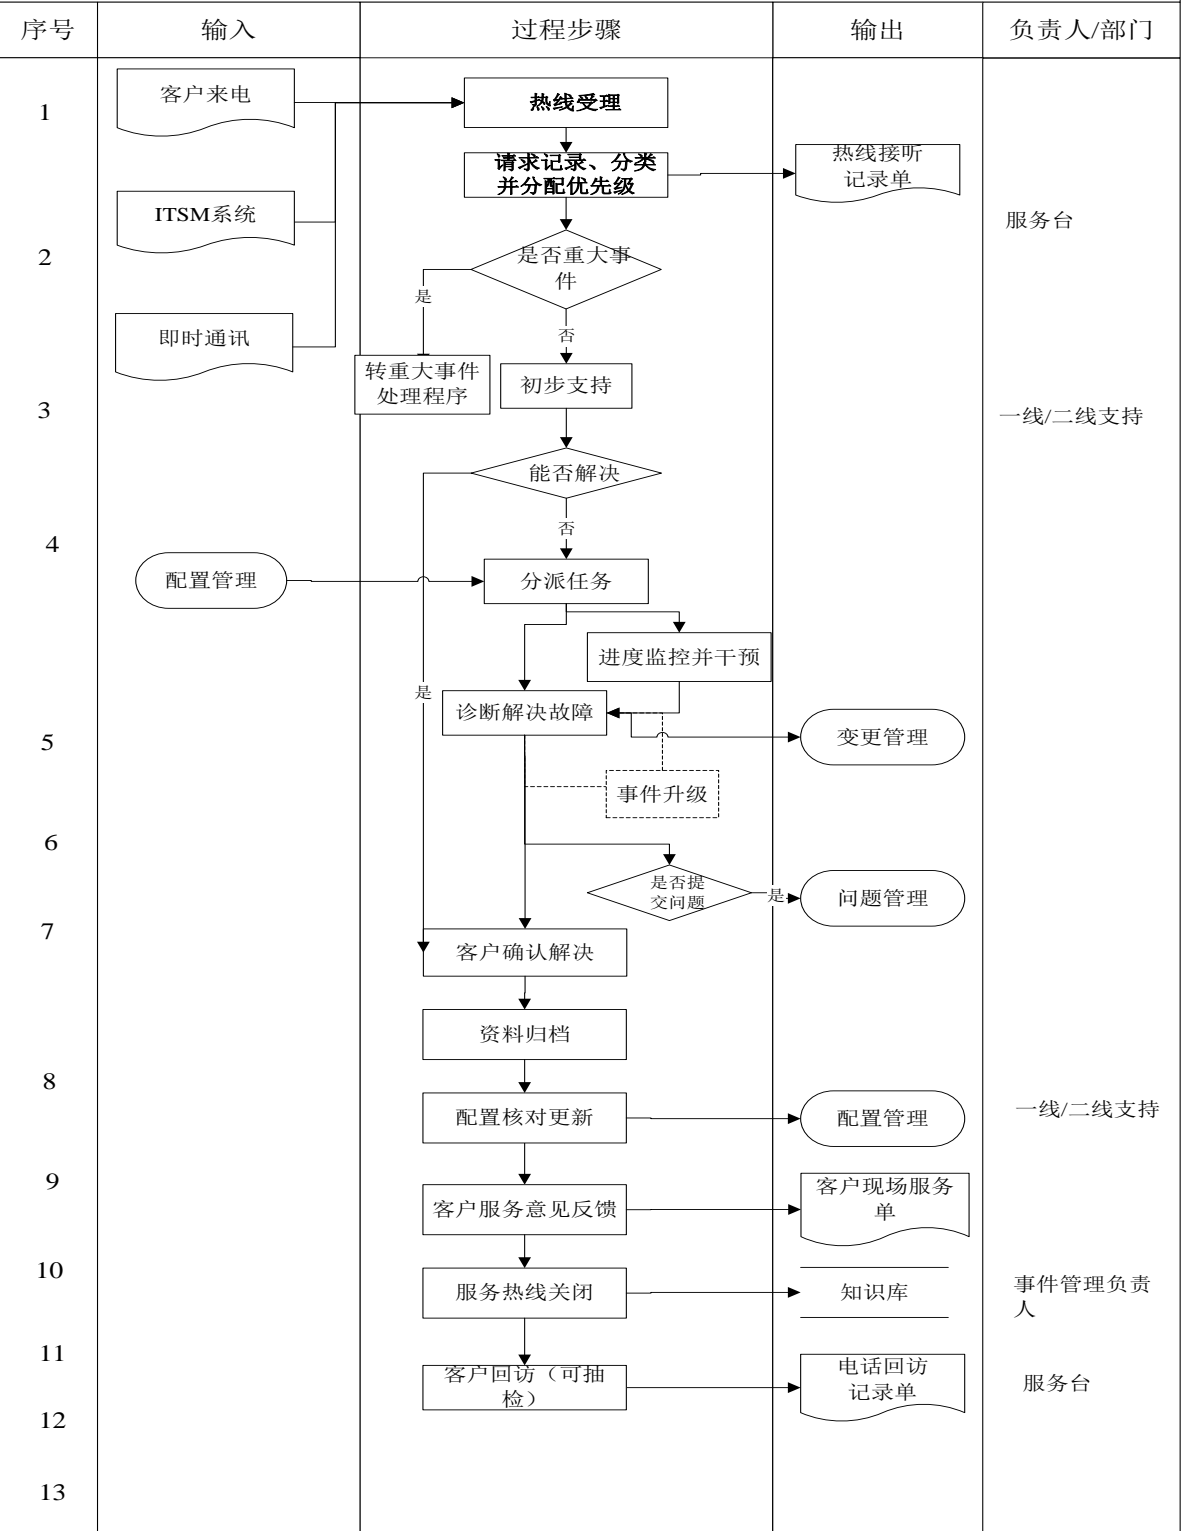 序号 输入 过程步骤 输出 负责人/部门
客户来电
热线受理
1
请求记录、分类
并分配优先级
热线接听
记录单
ITSM系统
服务台
2
是否重大事
件
是
否
即时通讯
转重大事件
处理程序
初步支持
3
一线/二线支持
能否解决
否
4
配置管理
分派任务
进度监控并干预
是
诊断解决故障
5
变更管理
事件升级
6
是否提
交问题
是
问题管理
7
客户确认解决
资料归档
8
配置核对更新
配置管理
一线/二线支持
9
客户服务意见反馈
客户现场服务
单
10
服务热线关闭
知识库
事件管理负责
人
11
客户回访（可抽
检）
电话回访
记录单
服务台
12
13